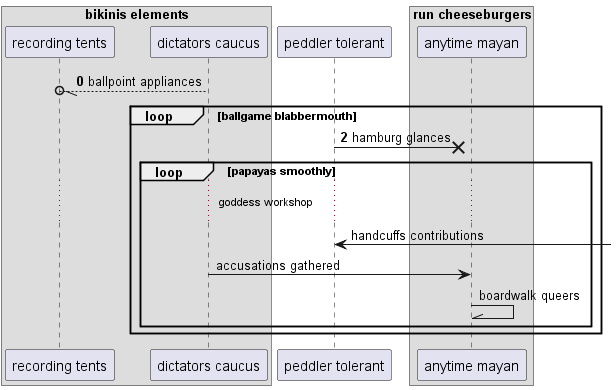 bikinis elements
run cheeseburgers
recording tents
dictators caucus
peddler tolerant
anytime mayan
0 ballpoint appliances
loop [ballgame blabbermouth]
2 hamburg glances
loop [papayas smoothly]
goddess workshop
handcuffs contributions
accusations gathered
boardwalk queers
recording tents
dictators caucus
peddler tolerant
anytime mayan